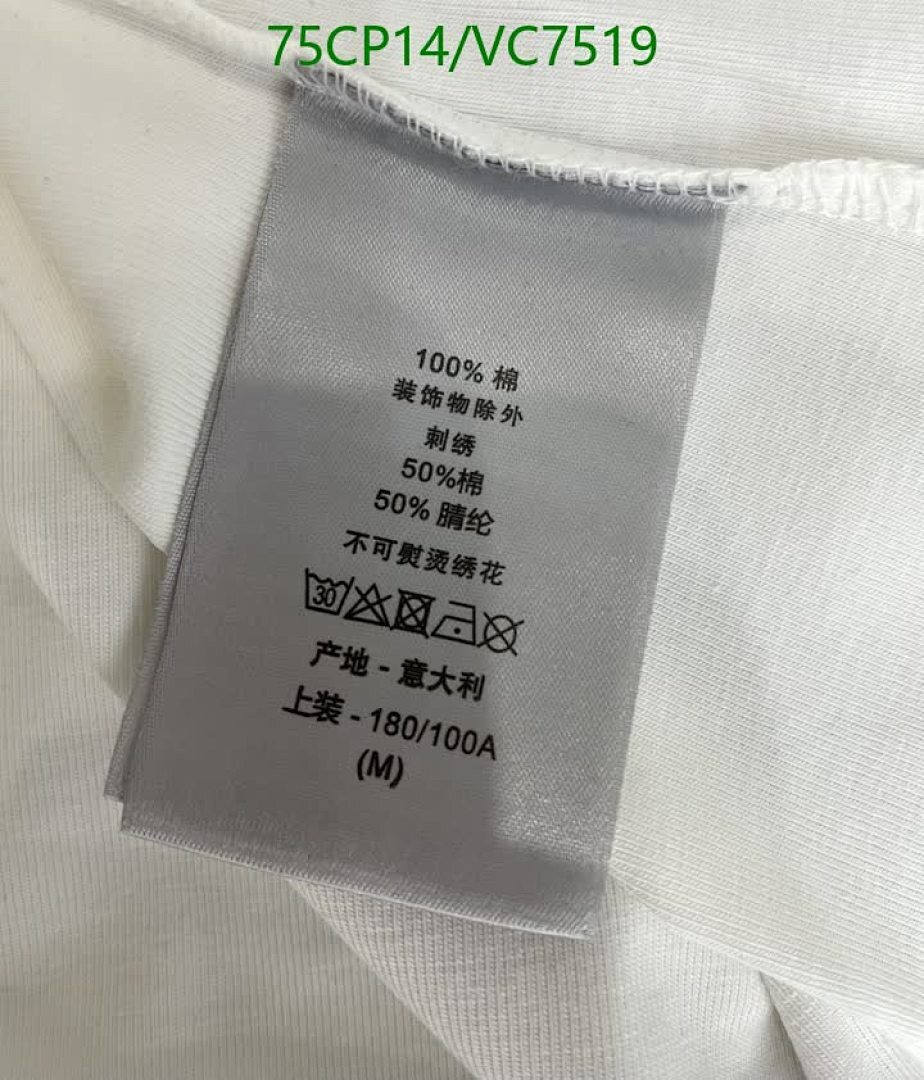 75CP14/VC7519
100% 棉
装饰物除外
刺绣
50%棉
50% 腈纶
不可熨烫绣花
30
产地 - 意大利
上装 - 180/100A
(M)